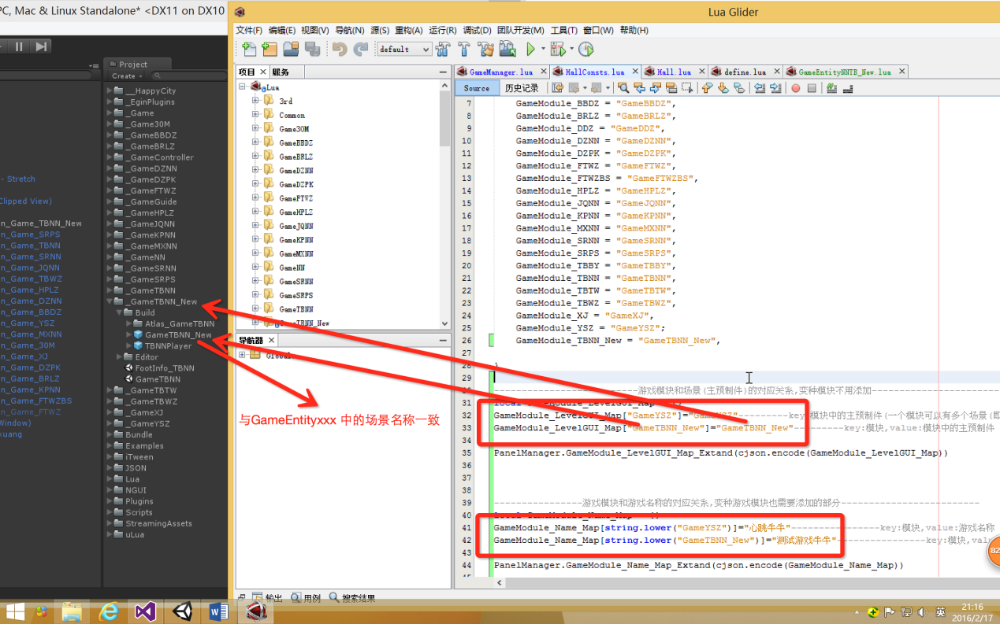 PC, Mac & Linux Standalone* <DX11 on DX10
Lua Glider
文件(F) 编辑(E) 视图(V) 导航(N) 源(S) 重构(A) 运行(R) 调试(D) 团队开发(M) 工具(T) 窗口(W) 帮助(H)
default
Project
Create
__HappyCity
_EginPlugins
_Game
_Game30M
_GameBBDZ
_GameBRLZ
_GameController
_GameDZNN
_GameDZPK
_GameFTWZ
_GameGuide
_GameHPLZ
_GameJQNN
_GameKPNN
_GameMXNN
_GameNN
_GameSRNN
_GameSRPS
_GameTBNN
_GameTBNN_New
Build
Atlas_GameTBNN
GameTBNN_New
TBNNPlayer
Editor
FootInfo_TBNN
GameTBNN
_GameTBTW
_GameTBWZ
_GameXJ
_GameYSZ
Bundle
Examples
iTween
JSON
Lua
NGUI
Plugins
Scripts
StreamingAssets
uLua
- Stretch
Clipped View)
n_Game_TBNN_New
n_Game_SRPS
n_Game_TBNN
n_Game_SRNN
n_Game_JQNN
n_Game_TBWZ
n_Game_HPLZ
n_Game_DZNN
n_Game_BBDZ
n_Game_YSZ
n_Game_MXNN
n_Game_30M
n_Game_XJ
n_Game_DZPK
n_Game_BRLZ
n_Game_KPNN
n_Game_FTWZBS
n_Game_FTWZ
Window)
kuang
项目 × 服务
Lua
3rd
Common
Game30M
GameBBDZ
GameBRLZ
GameDZNN
GameDZPK
GameFTWZ
GameHPLZ
GameJQNN
GameKPNN
GameMXNN
GameNN
GameSRNN
GameSRPS
GameTBNN
GameTBNN_New
导航器 ×
Global
与GameEntityxxx 中的场景名称一致
GameManager.lua × HallConsts.lua × Hall.lua × define.lua × GameEntityNNTB_New.lua ×
Source 历史记录
7 GameModule_BBDZ = "GameBBDZ",
8 GameModule_BRLZ = "GameBRLZ",
9 GameModule_DDZ = "GameDDZ",
10 GameModule_DZNN = "GameDZNN",
11 GameModule_DZPK = "GameDZPK",
12 GameModule_FTWZ = "GameFTWZ",
13 GameModule_FTWZBS = "GameFTWZBS",
14 GameModule_HPLZ = "GameHPLZ",
15 GameModule_JQNN = "GameJQNN",
16 GameModule_KPNN = "GameKPNN",
17 GameModule_MXNN = "GameMXNN",
18 GameModule_SRNN = "GameSRNN",
19 GameModule_SRPS = "GameSRPS",
20 GameModule_TBBY = "GameTBBY",
21 GameModule_TBNN = "GameTBNN",
22 GameModule_TBTW = "GameTBTW",
23 GameModule_TBWZ = "GameTBWZ",
24 GameModule_XJ = "GameXJ",
25 GameModule_YSZ = "GameYSZ";
26 GameModule_TBNN_New = "GameTBNN_New",
27
28 }
29
--------------------------游戏模块和场景(主预制件)的对应关系,变种模块不用添加-----------------------
31 local GameModule_LevelGUI_Map
32 GameModule_LevelGUI_Map["GameYSZ"]="GameYSZ"---------key:模块中的主预制件(一个模块可以有多个场景(即
33 GameModule_LevelGUI_Map["GameTBNN_New"]="GameTBNN_New"---------key:模块,value:模块中的主预制件
34
35 PanelManager.GameModule_LevelGUI_Map_Extand(cjson.encode(GameModule_LevelGUI_Map))
36
37
38
39 ----------------游戏模块和游戏名称的对应关系,变种游戏模块也需要添加的部分-------------------------
40 local GameModule_Name_Map
41 GameModule_Name_Map[string.lower("GameYSZ")]="心跳牛牛"----------------key:模块,value:游戏名称
42 GameModule_Name_Map[string.lower("GameTBNN_New")]="测试游戏牛牛"----------------key:模块,valu
43
44 PanelManager.GameModule_Name_Map_Extand(cjson.encode(GameModule_Name_Map))
输出 用例 搜索结果
82
英
21:16
2016/2/17